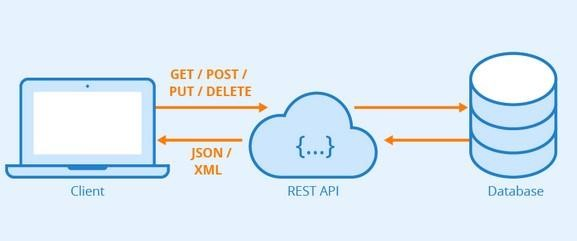 GET / POST /
PUT / DELETE
{...}
JSON /
XML
Client
REST API
Database